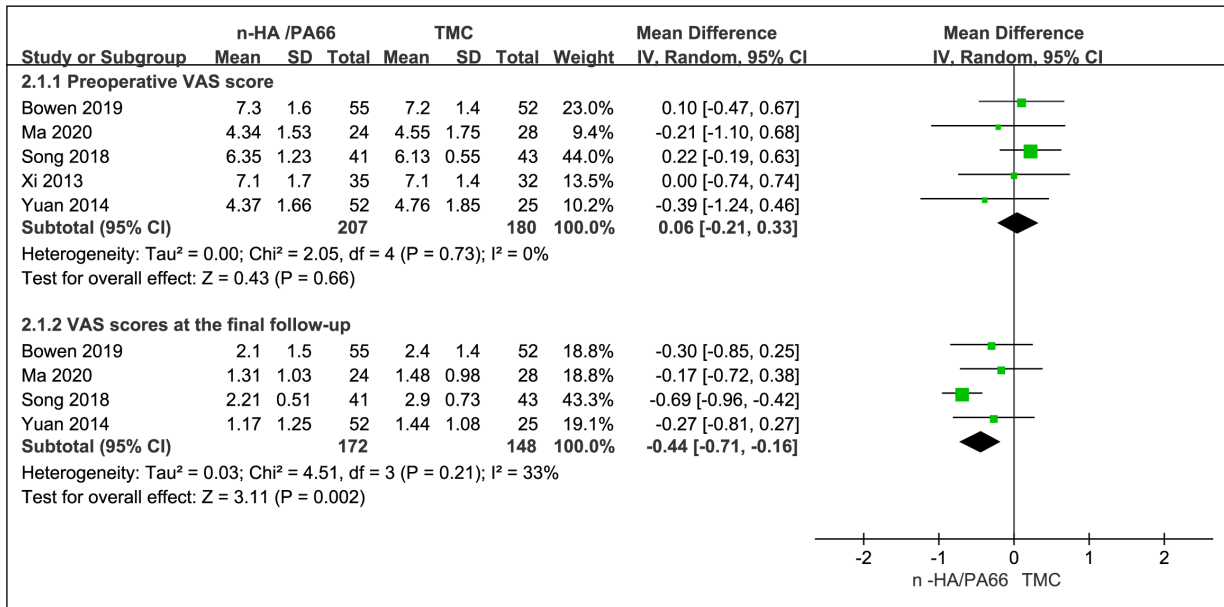 n-HA /PA66 TMC Mean Difference Mean Difference
Study or Subgroup Mean SD Total Mean SD Total Weight IV, Random, 95% CI IV, Random, 95% CI
2.1.1 Preoperative VAS score
Bowen 2019 7.3 1.6 55 7.2 1.4 52 23.0% 0.10 [-0.47, 0.67]
Ma 2020 4.34 1.53 24 4.55 1.75 28 9.4% -0.21 [-1.10, 0.68]
Song 2018 6.35 1.23 41 6.13 0.55 43 44.0% 0.22 [-0.19, 0.63]
Xi 2013 7.1 1.7 35 7.1 1.4 32 13.5% 0.00 [-0.74, 0.74]
Yuan 2014 4.37 1.66 52 4.76 1.85 25 10.2% -0.39 [-1.24, 0.46]
Subtotal (95% CI) 207 180 100.0% 0.06 [-0.21, 0.33]
Heterogeneity: Tau² = 0.00; Chi² = 2.05, df = 4 (P = 0.73); I² = 0%
Test for overall effect: Z = 0.43 (P = 0.66)
2.1.2 VAS scores at the final follow-up
Bowen 2019 2.1 1.5 55 2.4 1.4 52 18.8% -0.30 [-0.85, 0.25]
Ma 2020 1.31 1.03 24 1.48 0.98 28 18.8% -0.17 [-0.72, 0.38]
Song 2018 2.21 0.51 41 2.9 0.73 43 43.3% -0.69 [-0.96, -0.42]
Yuan 2014 1.17 1.25 52 1.44 1.08 25 19.1% -0.27 [-0.81, 0.27]
Subtotal (95% CI) 172 148 100.0% -0.44 [-0.71, -0.16]
Heterogeneity: Tau² = 0.03; Chi² = 4.51, df = 3 (P = 0.21); I² = 33%
Test for overall effect: Z = 3.11 (P = 0.002)
-2 -1 0 1 2
n -HA/PA66 TMC